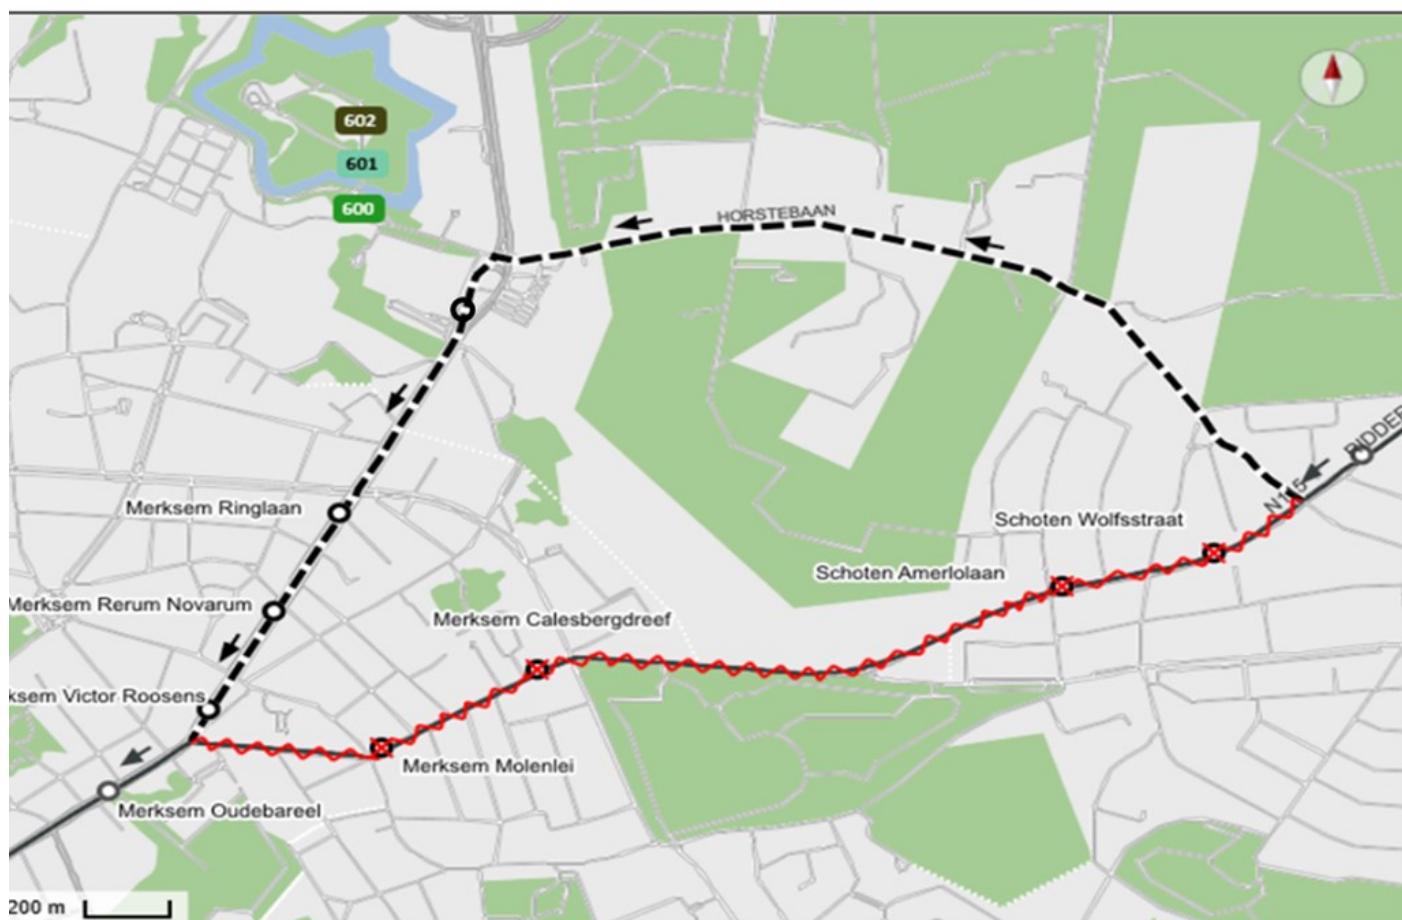 602
601
600
HORSTEBAAN
RIDDER
N115
Merksem Ringlaan
Schoten Wolfsstraat
Schoten Amerlolaan
Merksem Rerum Novarum
Merksem Calesbergdreef
ksem Victor Roosens
Merksem Molenlei
Merksem Oudebareel
200 m